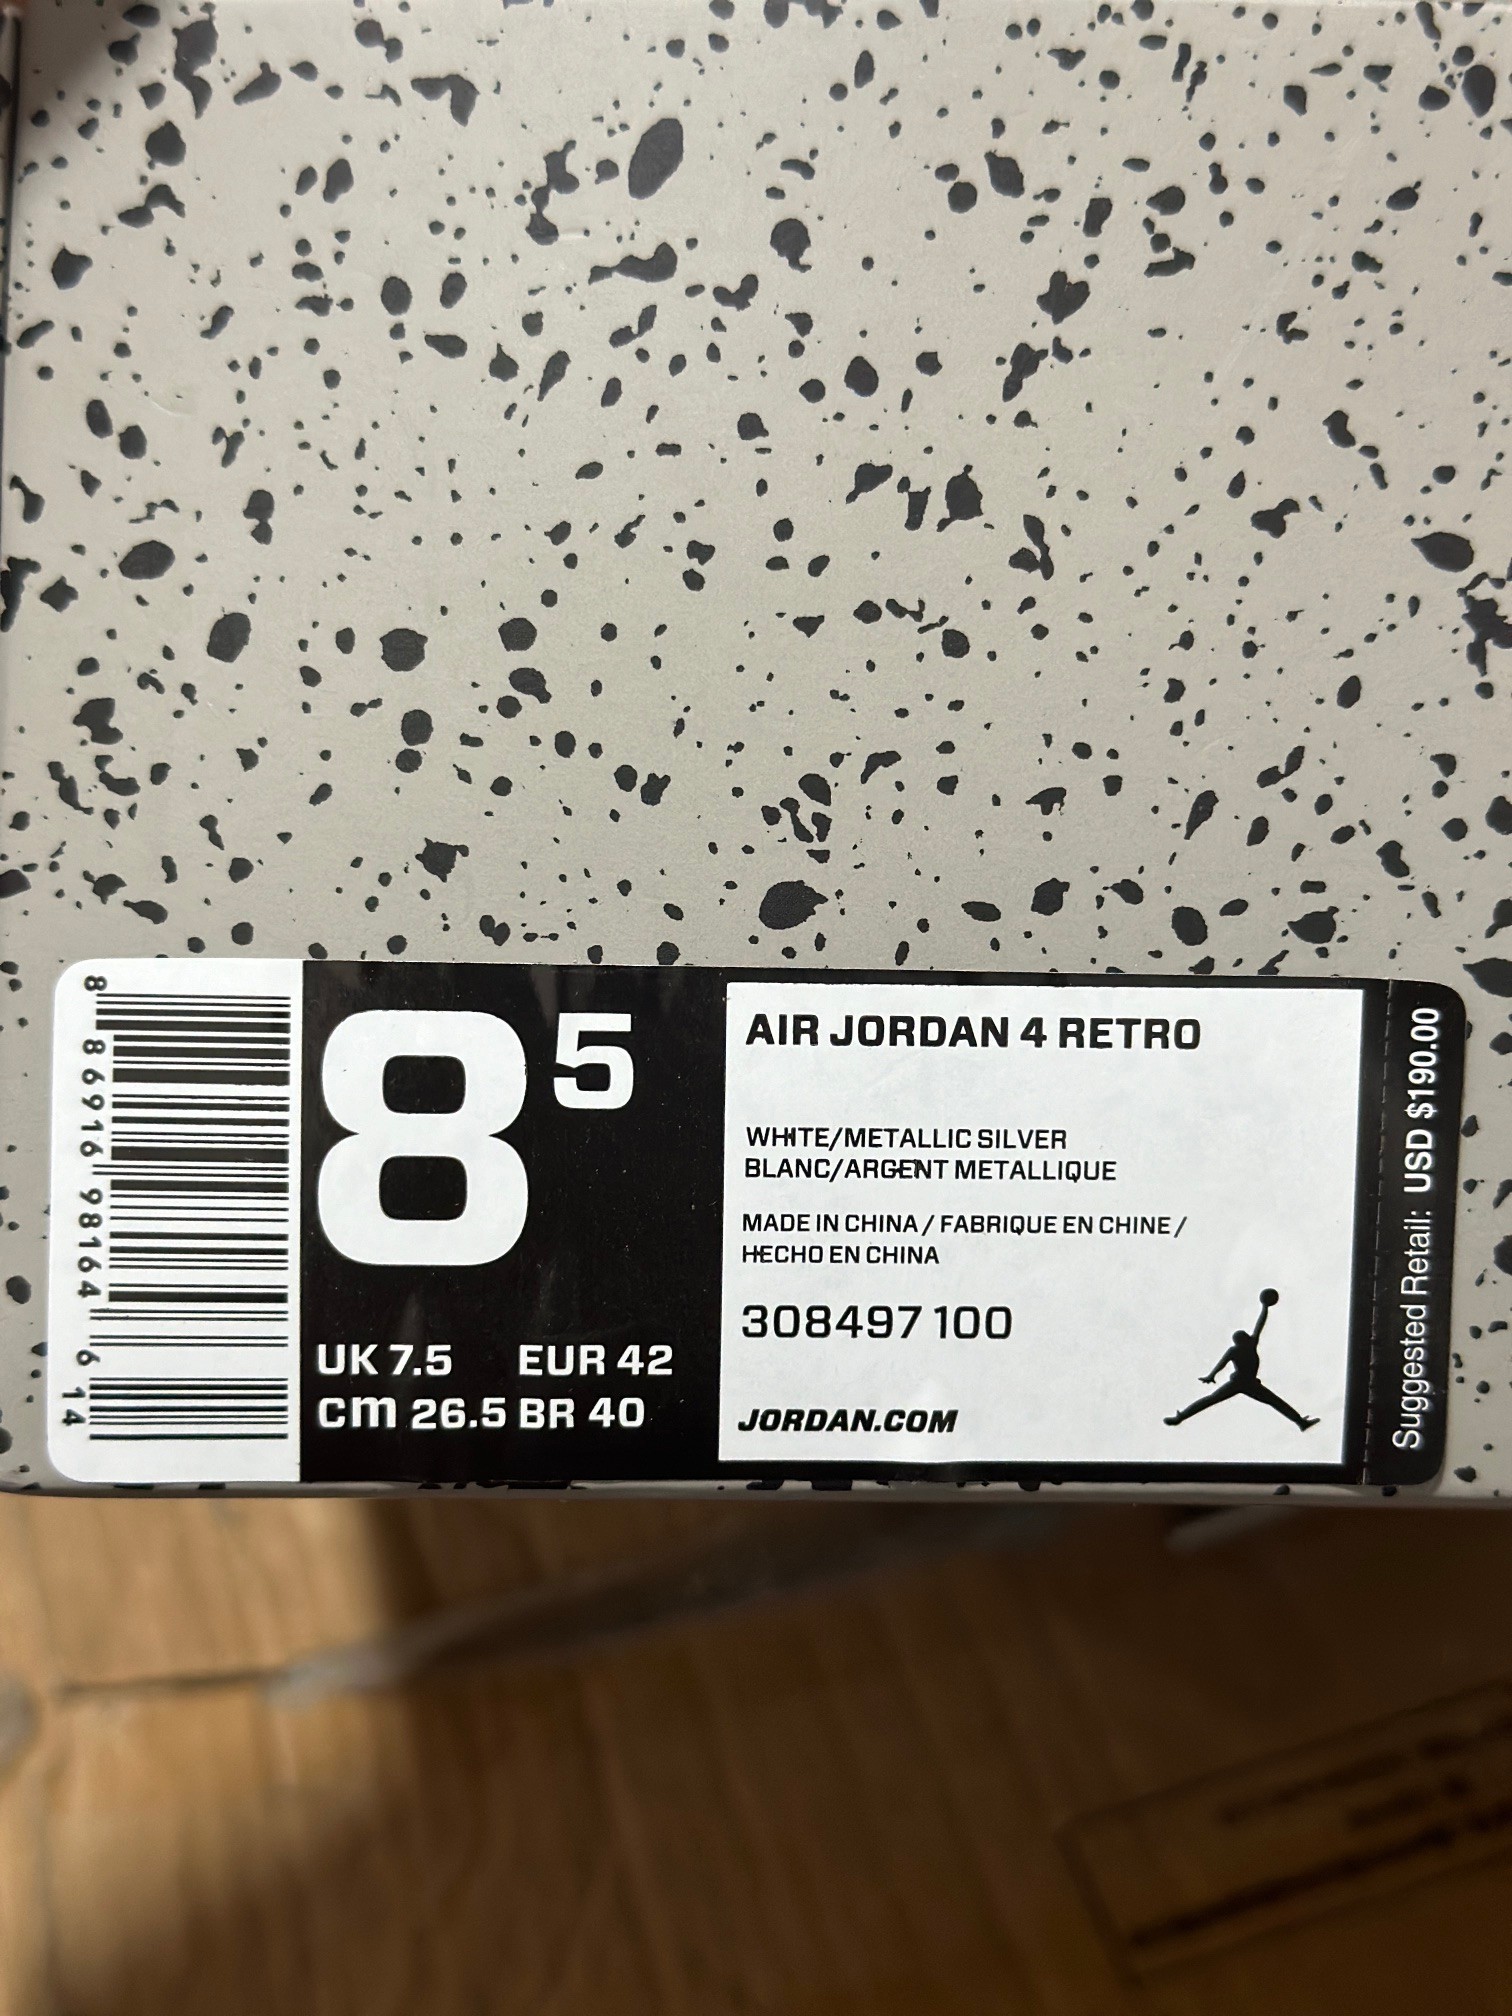 8 86916 98164 6 14
8 5
UK 7.5 EUR 42
cm 26.5 BR 40
AIR JORDAN 4 RETRO
WHITE/METALLIC SILVER
BLANC/ARGENT METALLIQUE
MADE IN CHINA / FABRIQUE EN CHINE /
HECHO EN CHINA
308497 100
JORDAN.COM
Suggested Retail: USD $190.00